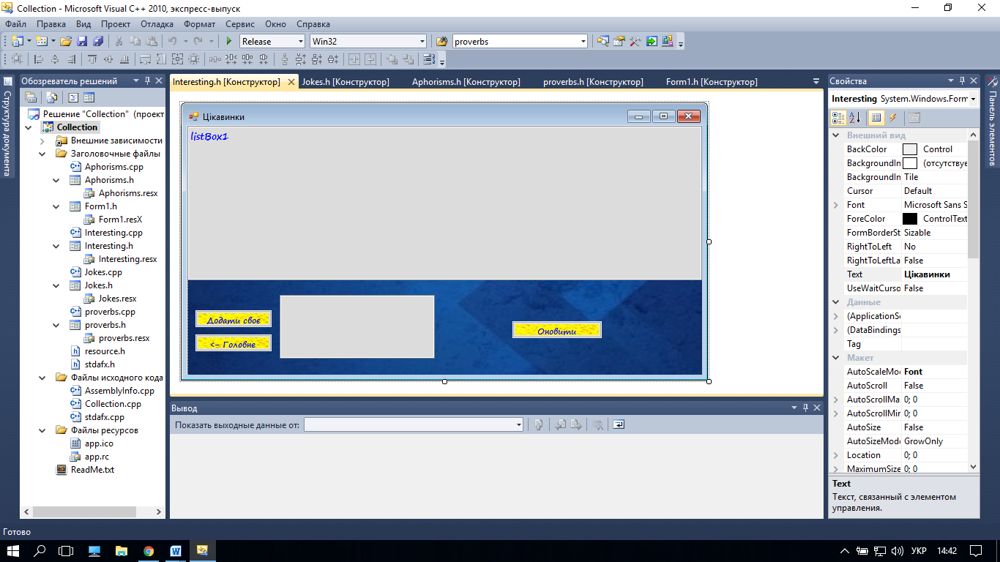 Collection - Microsoft Visual C++ 2010, экспресс-выпуск
Файл Правка Вид Проект Отладка Формат Сервис Окно Справка
Release Win32 proverbs
Структура документа
Обозреватель решений
Решение "Collection" (проект
Collection
Внешние зависимости
Заголовочные файлы
Aphorisms.cpp
Aphorisms.h
Aphorisms.resx
Form1.h
Form1.resX
Interesting.cpp
Interesting.h
Interesting.resx
Jokes.cpp
Jokes.h
Jokes.resx
proverbs.cpp
proverbs.h
proverbs.resx
resource.h
stdafx.h
Файлы исходного кода
AssemblyInfo.cpp
Collection.cpp
stdafx.cpp
Файлы ресурсов
app.ico
app.rc
ReadMe.txt
Interesting.h [Конструктор] Jokes.h [Конструктор] Aphorisms.h [Конструктор] proverbs.h [Конструктор] Form1.h [Конструктор]
Цікавинки
listBox1
Додати своє
<- Головне
Оновити
Вывод
Показать выходные данные от:
Свойства
Interesting System.Windows.Form
Внешний вид
BackColor Control
BackgroundIn (отсутствуе
BackgroundIn Tile
Cursor Default
Font Microsoft Sans S
ForeColor ControlText
FormBorderSt Sizable
RightToLeft No
RightToLeftLa False
Text Цікавинки
UseWaitCurso False
Данные
(ApplicationSe
(DataBindings
Tag
Макет
AutoScaleMo Font
AutoScroll False
AutoScrollMa 0; 0
AutoScrollMin 0; 0
AutoSize False
AutoSizeMode GrowOnly
Location 0; 0
MaximumSize 0; 0
Text
Текст, связанный с элементом
управления.
Панель элементов
Готово
УКР 14:42